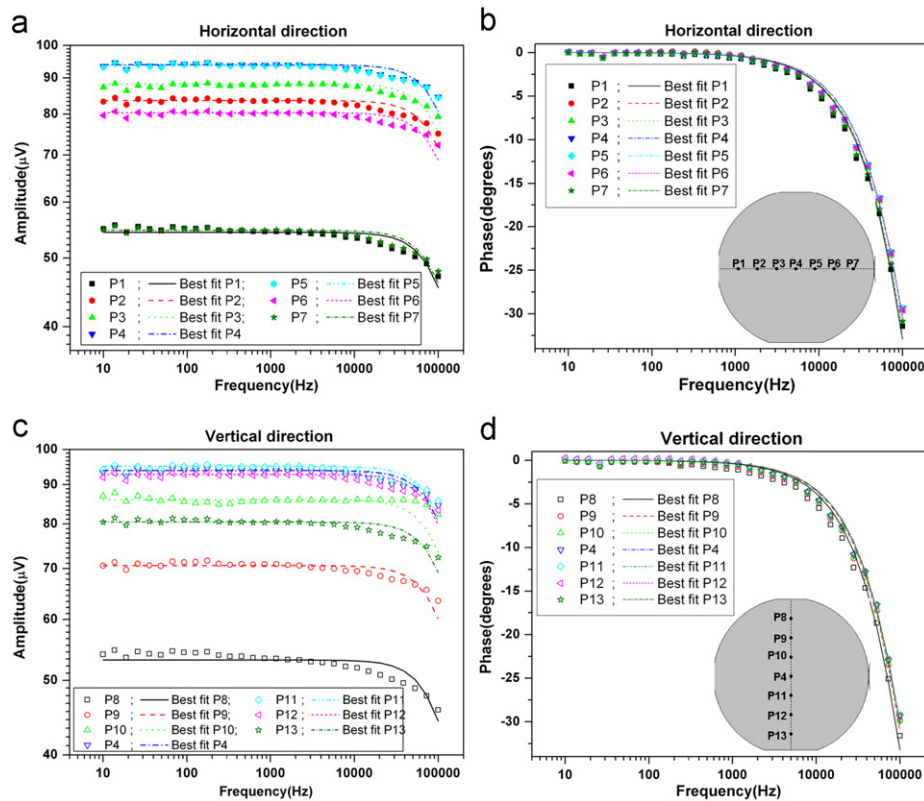 a
Horizontal direction
100
90
80
70
60
50
40
Amplitude(μV)
P1 ; Best fit P1; P5 ; Best fit P5
P2 ; Best fit P2; P6 ; Best fit P6
P3 ; Best fit P3; P7 ; Best fit P7
P4 ; Best fit P4
10 100 1000 10000 100000
Frequency(Hz)
b
Horizontal direction
0
-5
-10
-15
-20
-25
-30
Phase(degrees)
P1 ; Best fit P1
P2 ; Best fit P2
P3 ; Best fit P3
P4 ; Best fit P4
P5 ; Best fit P5
P6 ; Best fit P6
P7 ; Best fit P7
P1 P2 P3 P4 P5 P6 P7
10 100 1000 10000 100000
Frequency(Hz)
c
Vertical direction
100
90
80
70
60
50
40
Amplitude(μV)
P8 ; Best fit P8; P11 ; Best fit P11
P9 ; Best fit P9; P12 ; Best fit P12
P10 ; Best fit P10; P13 ; Best fit P13
P4 ; Best fit P4
10 100 1000 10000 100000
Frequency(Hz)
d
Vertical direction
0
-5
-10
-15
-20
-25
-30
Phase(degrees)
P8 ; Best fit P8
P9 ; Best fit P9
P10 ; Best fit P10
P4 ; Best fit P4
P11 ; Best fit P11
P12 ; Best fit P12
P13 ; Best fit P13
P8
P9
P10
P4
P11
P12
P13
10 100 1000 10000 100000
Frequency(Hz)